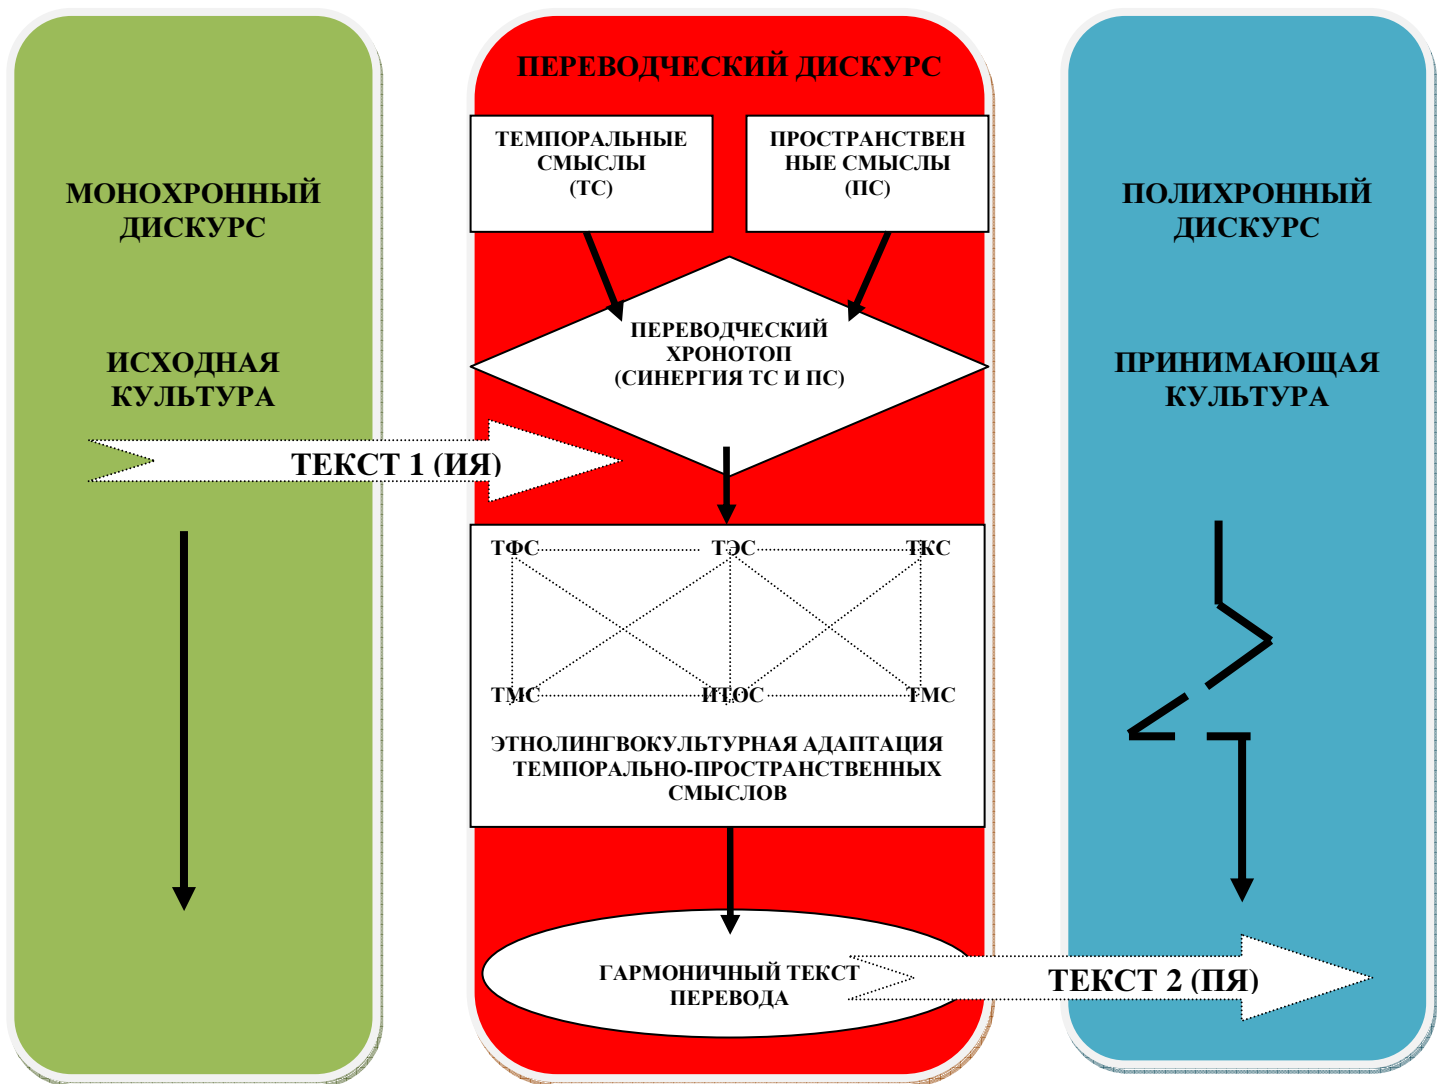 МОНОХРОННЫЙ
ДИСКУРС
ИСХОДНАЯ
КУЛЬТУРА
ТЕКСТ 1 (ИЯ)
ПЕРЕВОДЧЕСКИЙ ДИСКУРС
ТЕМПОРАЛЬНЫЕ
СМЫСЛЫ
(ТС)
ПРОСТРАНСТВЕН
НЫЕ СМЫСЛЫ
(ПС)
ПЕРЕВОДЧЕСКИЙ
ХРОНОТОП
(СИНЕРГИЯ ТС И ПС)
ТФС ТЭС ТКС
ТМС ИТОС ТМС
ЭТНОЛИНГВОКУЛЬТУРНАЯ АДАПТАЦИЯ
ТЕМПОРАЛЬНО-ПРОСТРАНСТВЕННЫХ
СМЫСЛОВ
ГАРМОНИЧНЫЙ ТЕКСТ
ПЕРЕВОДА
ПОЛИХРОННЫЙ
ДИСКУРС
ПРИНИМАЮЩАЯ
КУЛЬТУРА
ТЕКСТ 2 (ПЯ)